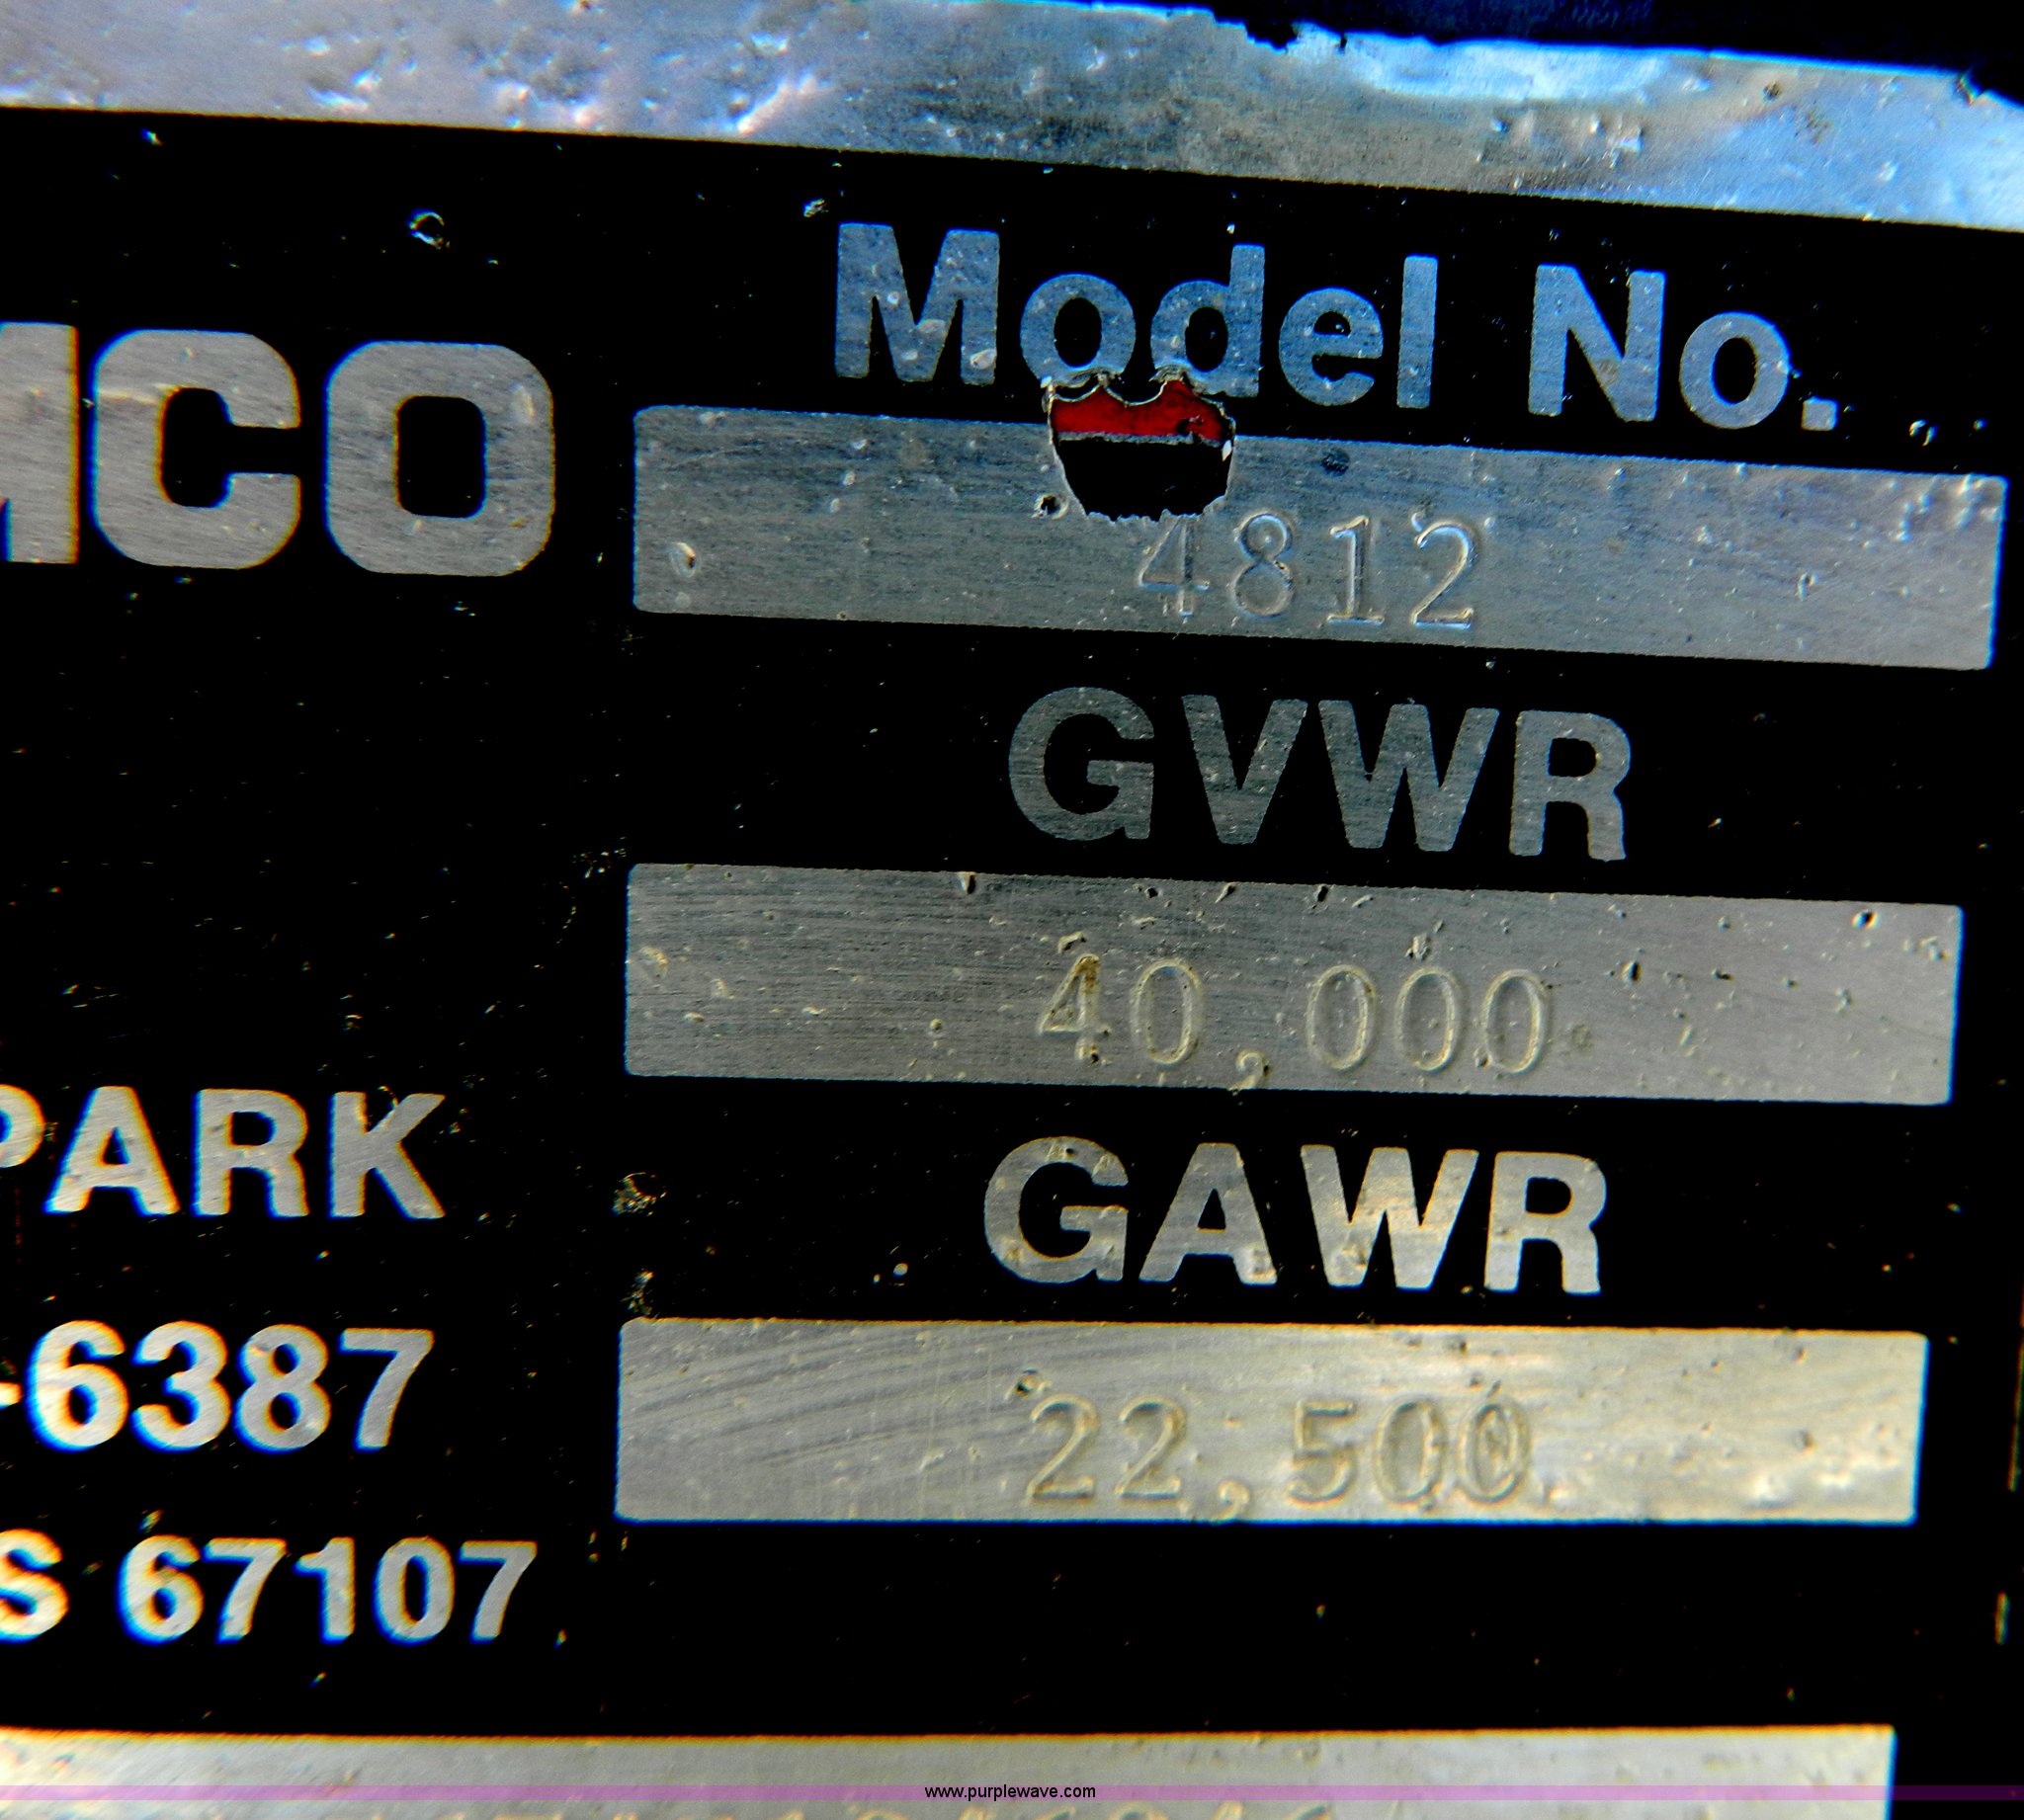 MCO
Model No.
4812
GVWR
40,000
PARK
GAWR
-6387
22,500
S 67107
www.purplewave.com